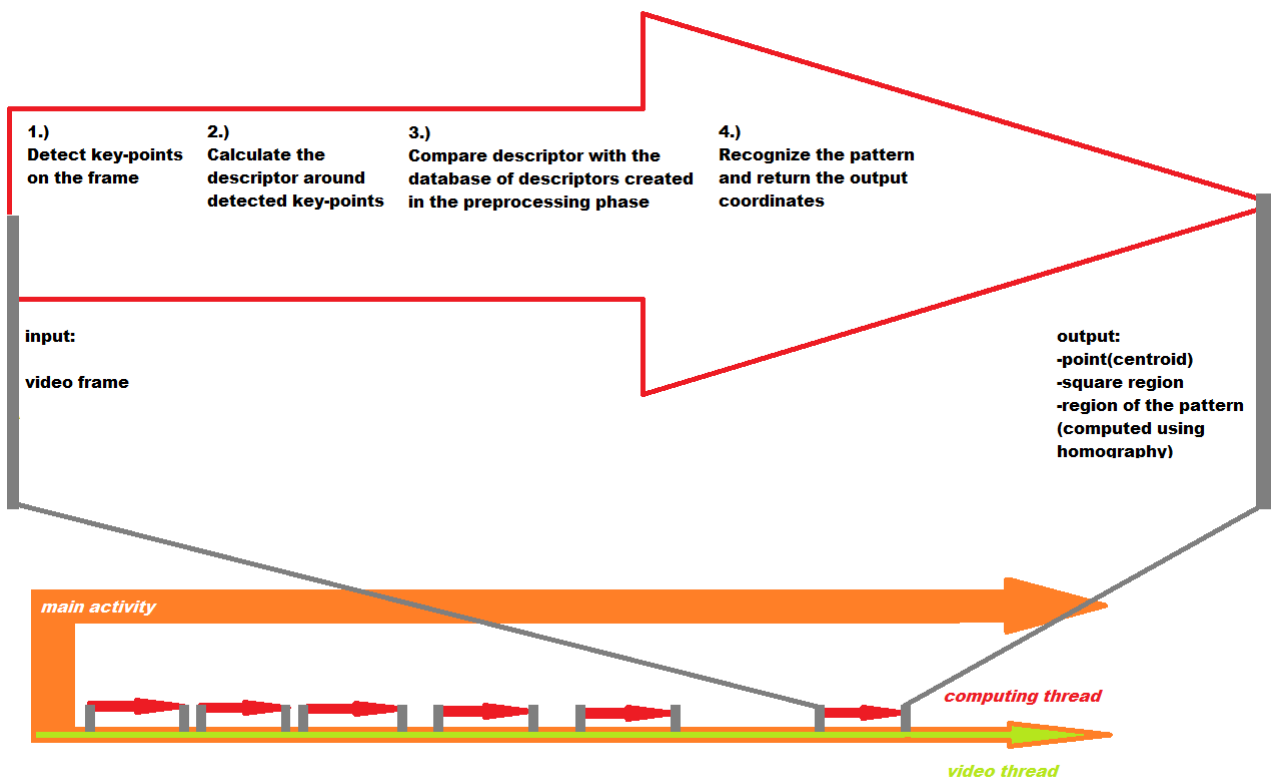 1.)
Detect key-points
on the frame
2.)
Calculate the
descriptor around
detected key-points
3.)
Compare descriptor with the
database of descriptors created
in the preprocessing phase
4.)
Recognize the pattern
and return the output
coordinates
input:
video frame
output:
-point(centroid)
-square region
-region of the pattern
(computed using
homography)
main activity
computing thread
video thread